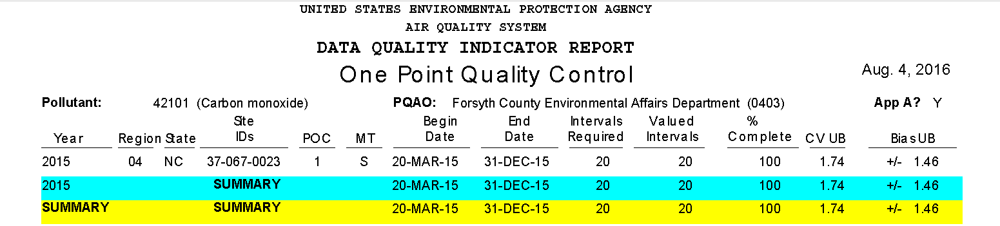 UNITED STATES ENVIRONMENTAL PROTECTION AGENCY
AIR QUALITY SYSTEM
DATA QUALITY INDICATOR REPORT
One Point Quality Control
Aug. 4, 2016
Pollutant: 42101 (Carbon monoxide) PQAO: Forsyth County Environmental Affairs Department (0403) App A? Y
Site Begin End Intervals Valued %
Year Region State IDs POC MT Date Date Required Intervals Complete CV UB Bias UB
2015 04 NC 37-067-0023 1 S 20-MAR-15 31-DEC-15 20 20 100 1.74 +/- 1.46
2015 SUMMARY 20-MAR-15 31-DEC-15 20 20 100 1.74 +/- 1.46
SUMMARY SUMMARY 20-MAR-15 31-DEC-15 20 20 100 1.74 +/- 1.46